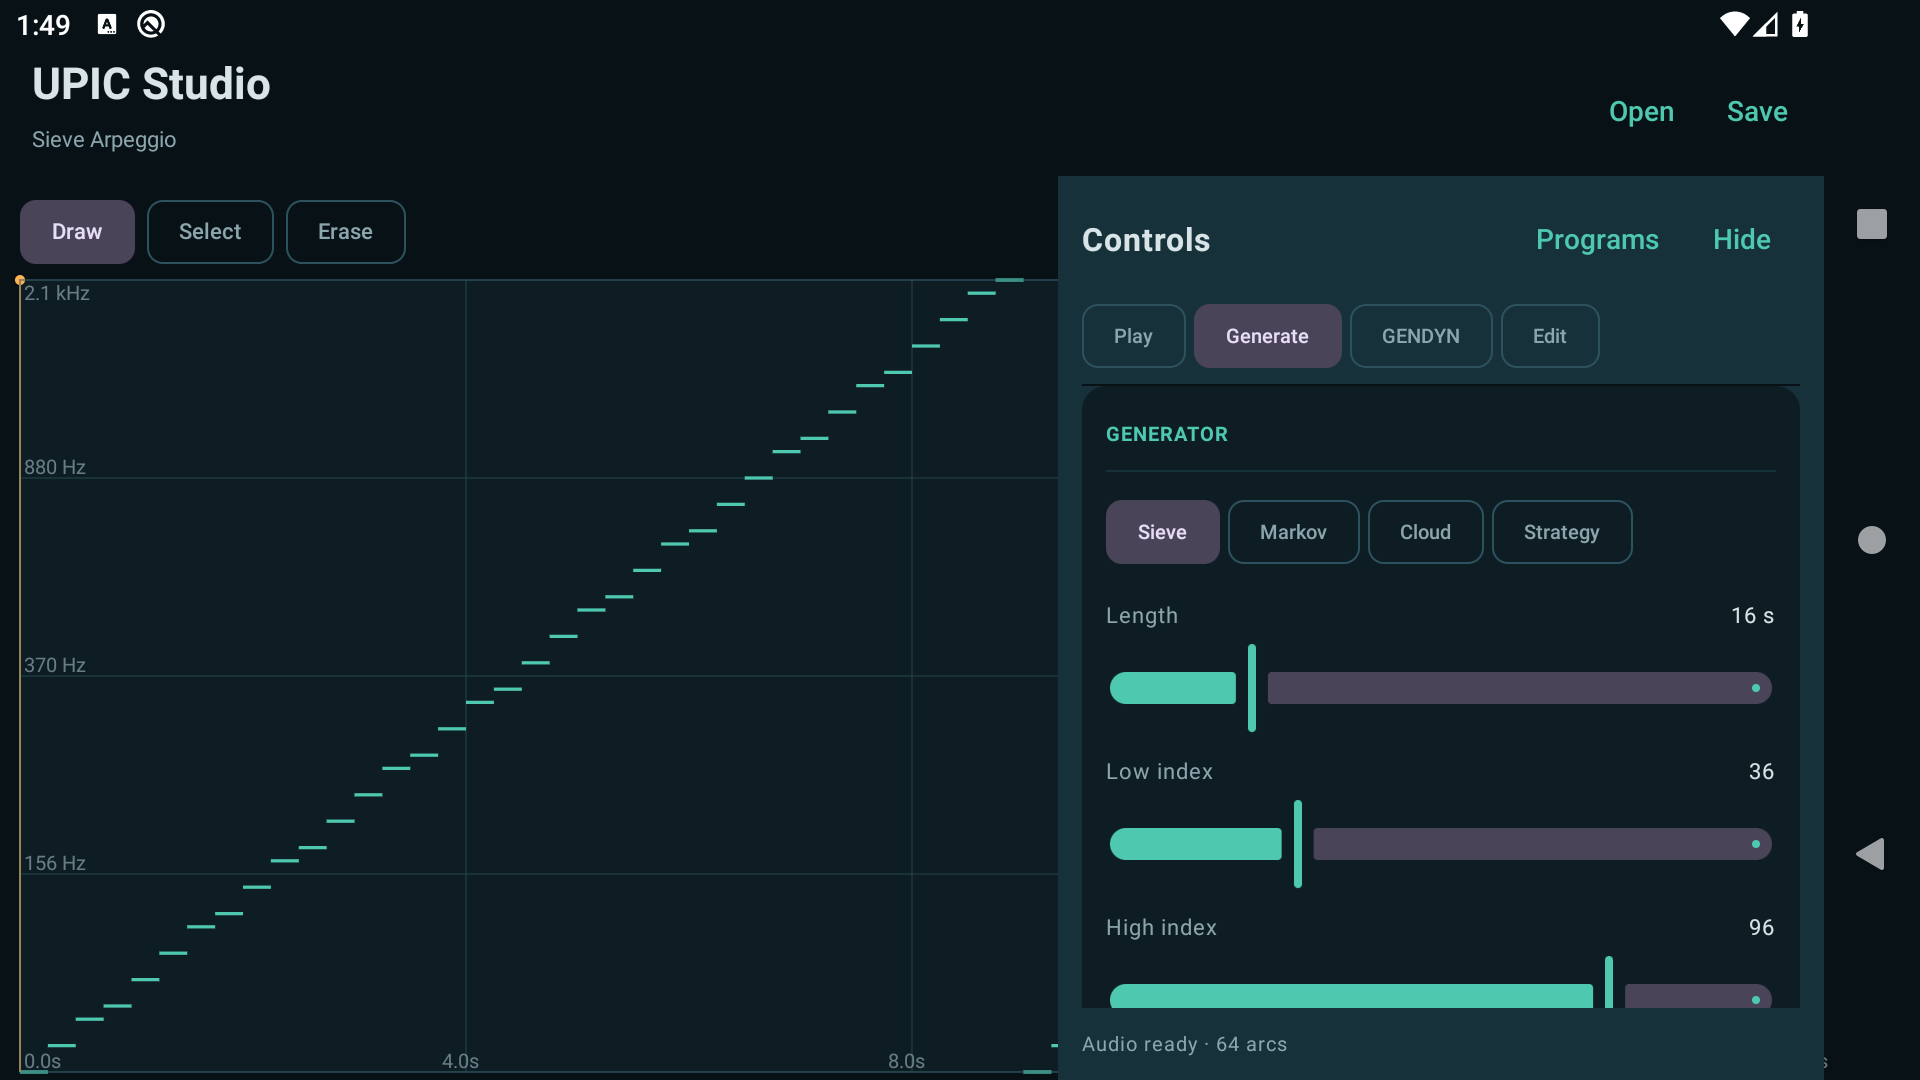 1:49
UPIC Studio
Sieve Arpeggio
Open Save
Draw Select Erase
2.1 kHz
880 Hz
370 Hz
156 Hz
0.0s 4.0s 8.0s
Controls Programs Hide
Play Generate GENDYN Edit
GENERATOR
Sieve Markov Cloud Strategy
Length 16 s
Low index 36
High index 96
Audio ready · 64 arcs